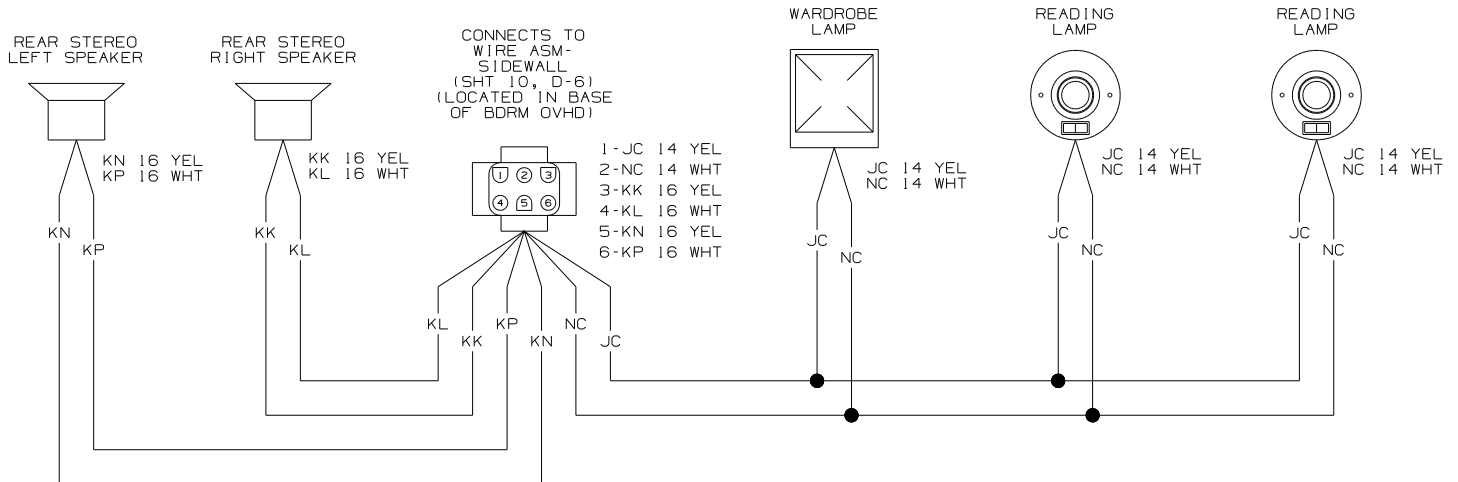 REAR STEREO
LEFT SPEAKER
KN 16 YEL
KP 16 WHT
KN
KP
REAR STEREO
RIGHT SPEAKER
KK 16 YEL
KL 16 WHT
KK
KL
CONNECTS TO
WIRE ASM-
SIDEWALL
(SHT 10, D-6)
(LOCATED IN BASE
OF BDRM OVHD)
1 2 3
4 5 6
1-JC 14 YEL
2-NC 14 WHT
3-KK 16 YEL
4-KL 16 WHT
5-KN 16 YEL
6-KP 16 WHT
KL
KK
KP
KN
NC
JC
WARDROBE
LAMP
JC 14 YEL
NC 14 WHT
JC
NC
READING
LAMP
JC 14 YEL
NC 14 WHT
JC
NC
READING
LAMP
JC 14 YEL
NC 14 WHT
JC
NC